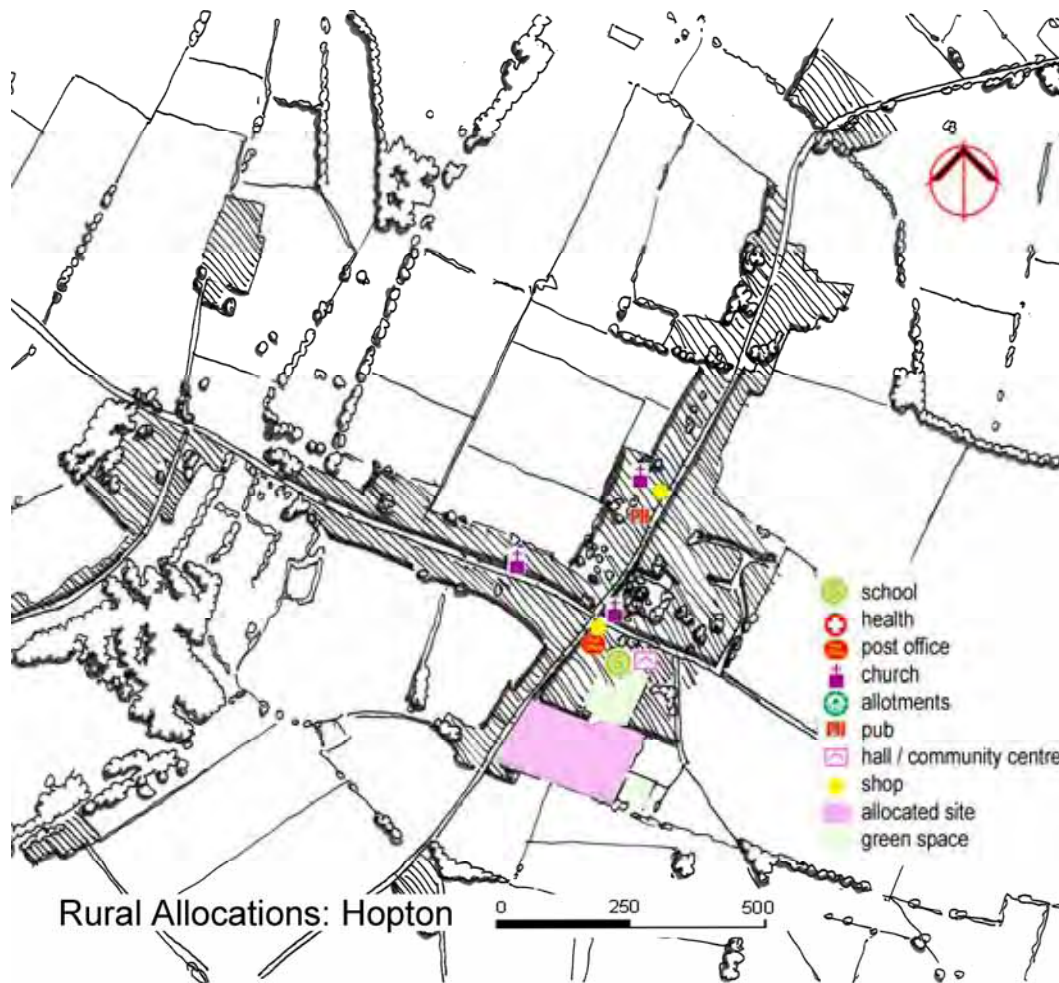 PH
school
health
post office
church
allotments
PH pub
hall / community centre
shop
allocated site
green space
Rural Allocations: Hopton
0 250 500